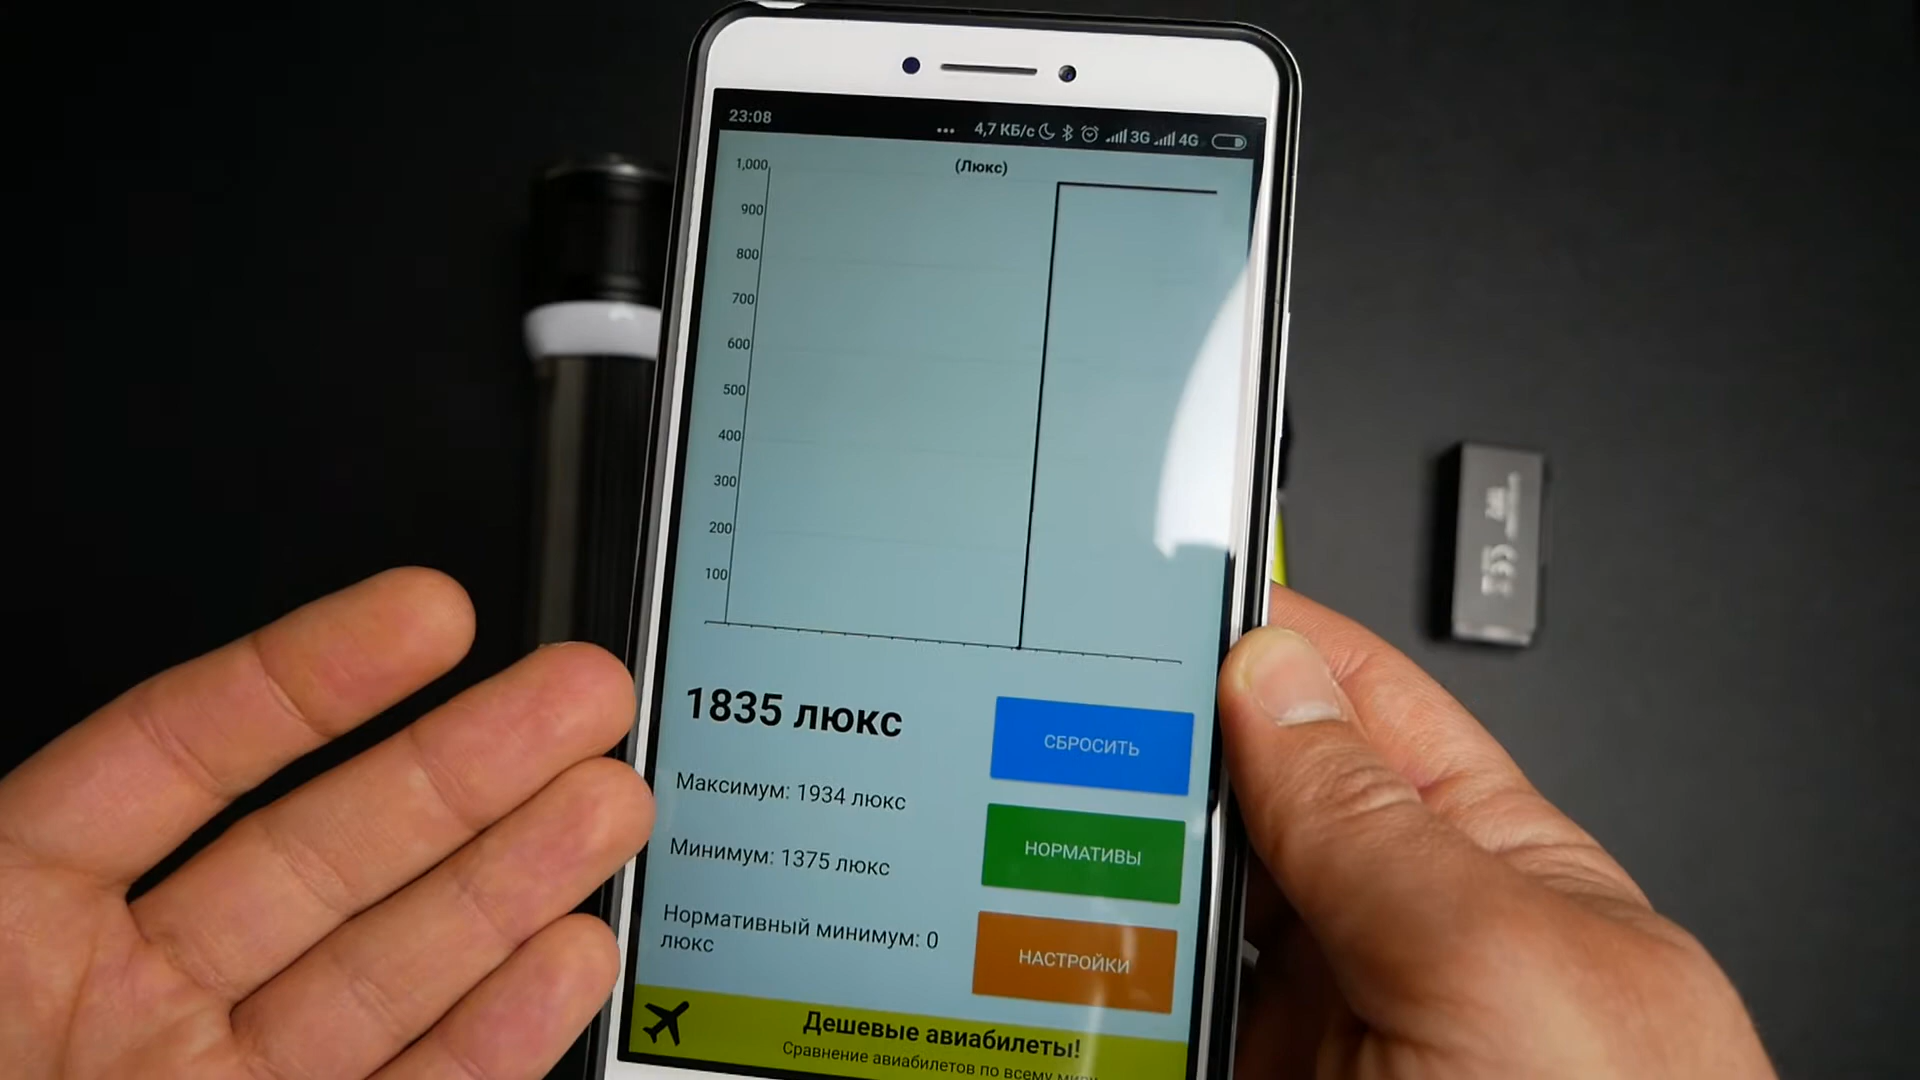 23:08
... 4,7 КБ/с 3G 4G
(Люкс)
1,000
900
800
700
600
500
400
300
200
100
1835 люкс
СБРОСИТЬ
Максимум: 1934 люкс
НОРМАТИВЫ
Минимум: 1375 люкс
Нормативный минимум: 0
люкс
НАСТРОЙКИ
Дешевые авиабилеты!
Сравнение авиабилетов по всему миру
CE